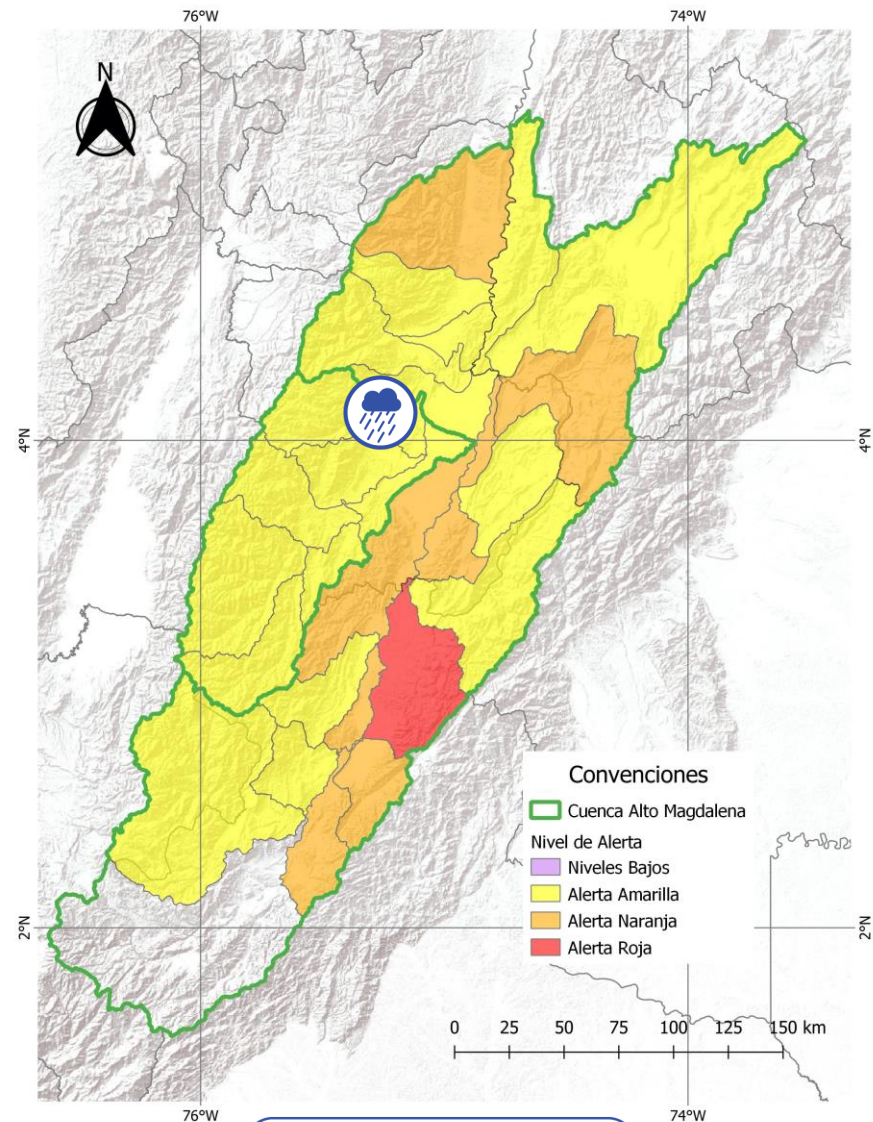 76°W
74°W
N
4°N
4°N
Convenciones
Cuenca Alto Magdalena
Nivel de Alerta
Niveles Bajos
Alerta Amarilla
Alerta Naranja
Alerta Roja
2°N
2°N
0 25 50 75 100 125 150 km
76°W
74°W